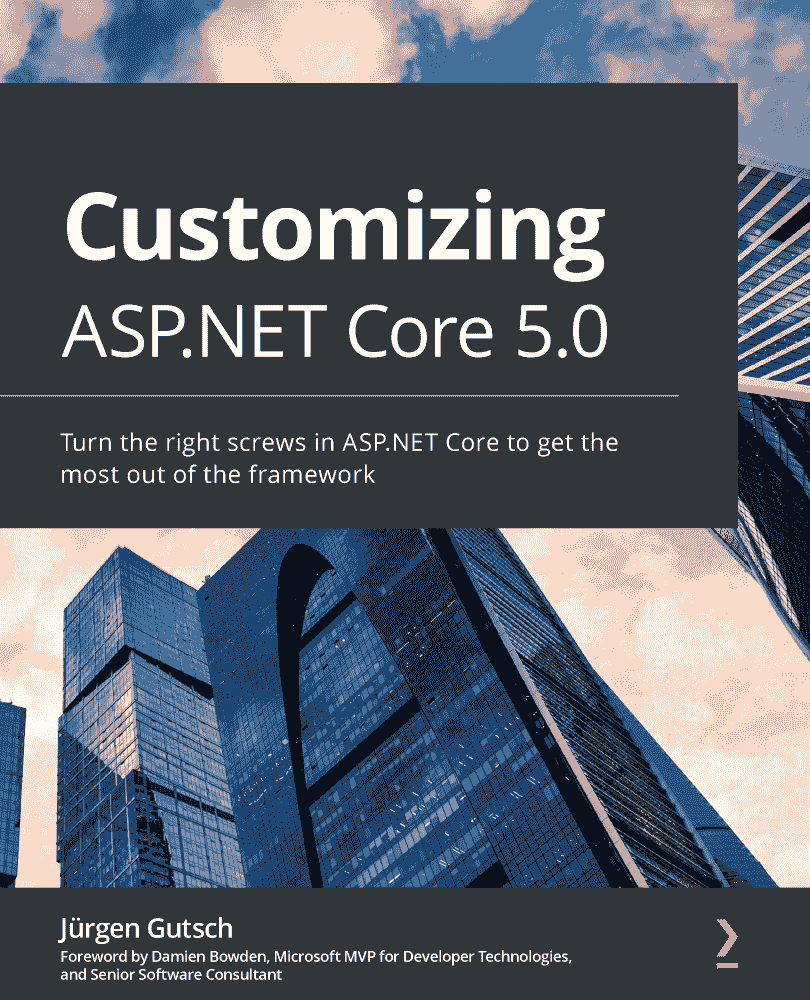 Customizing
ASP.NET Core 5.0
Turn the right screws in ASP.NET Core to get the
most out of the framework
Jürgen Gutsch
Foreword by Damien Bowden, Microsoft MVP for Developer Technologies,
and Senior Software Consultant